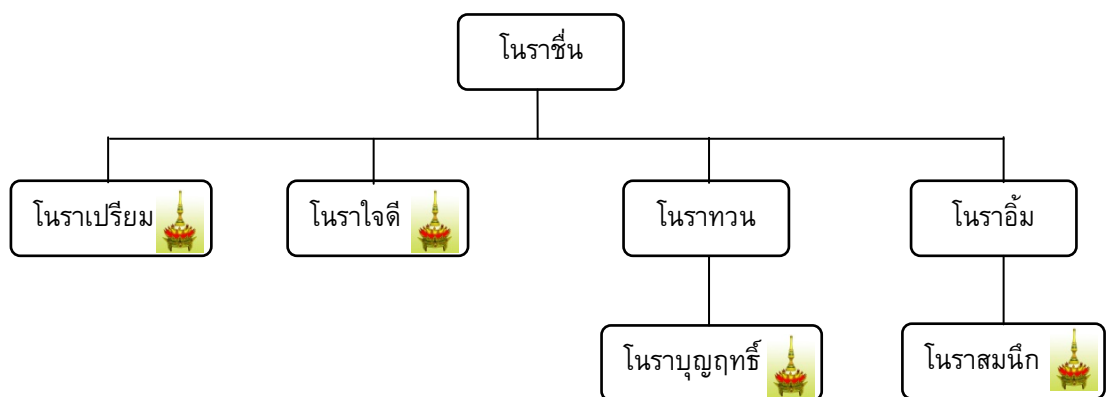 โนราชื่น
โนราเปรียม
โนราใจดี
โนราทวน
โนราอิ้ม
โนราบุญฤทธิ์
โนราสมนึก